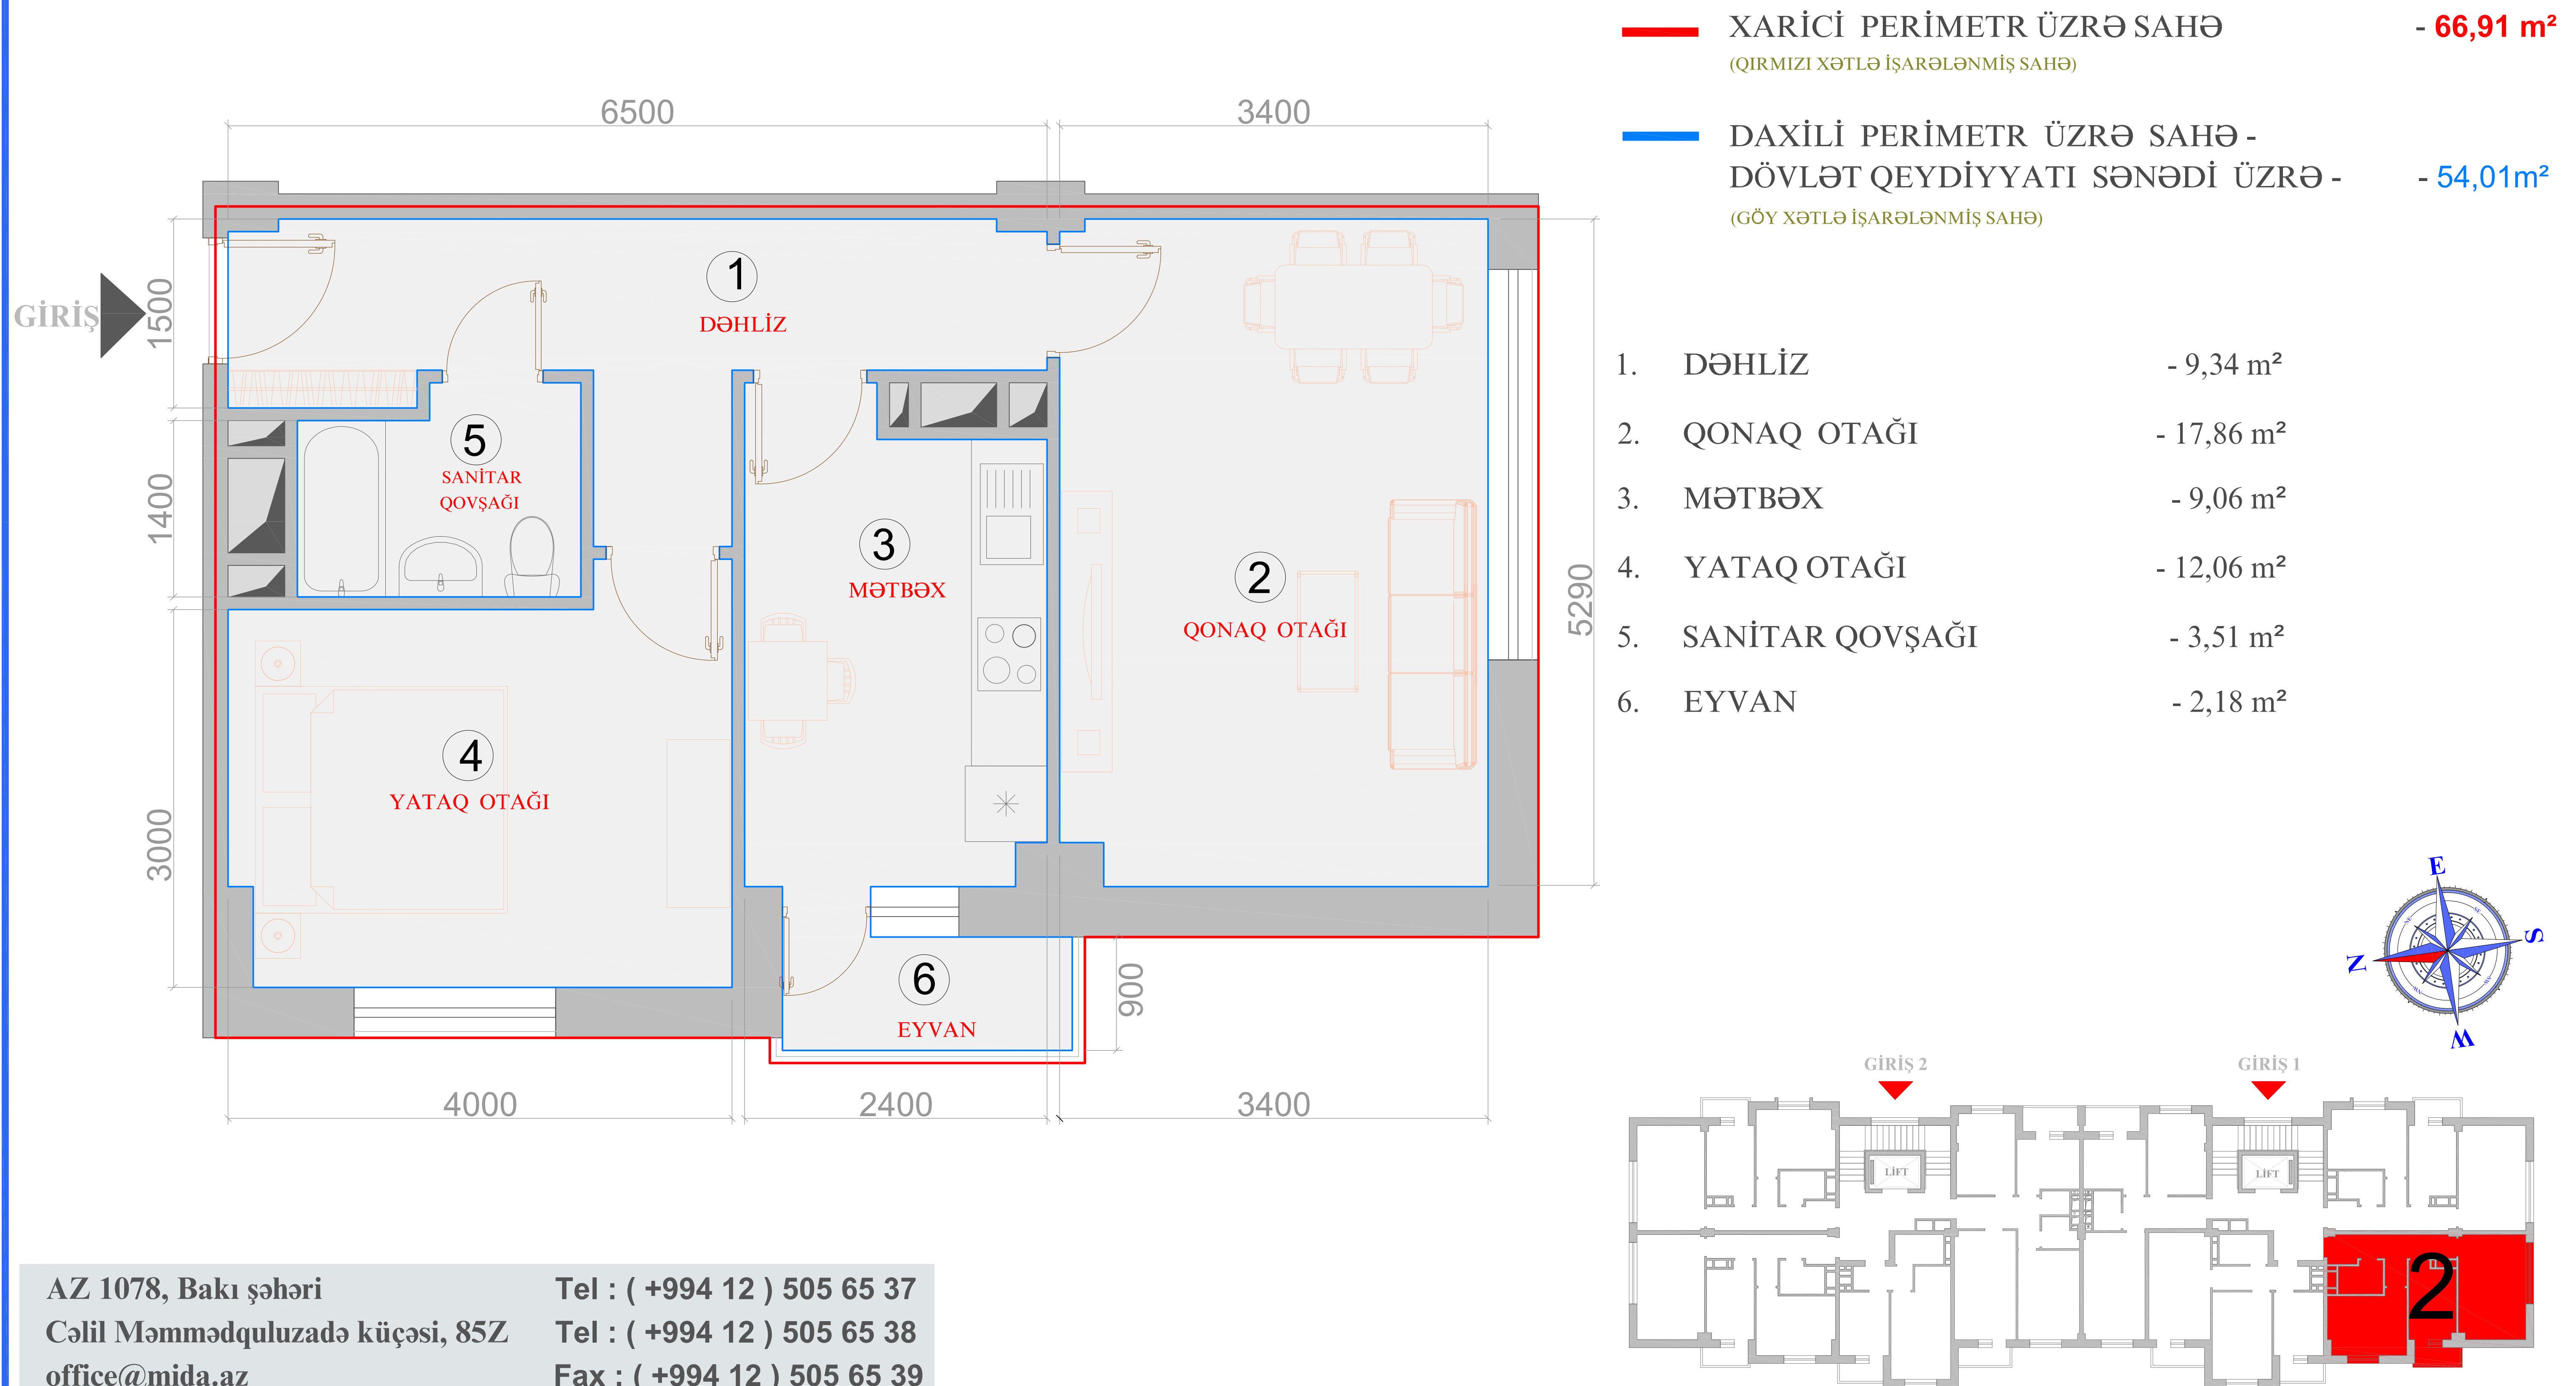 XARİCİ PERİMETR ÜZRƏ SAHƏ - 66,91 m²
(QIRMIZI XƏTLƏ İŞARƏLƏNMİŞ SAHƏ)
DAXİLİ PERİMETR ÜZRƏ SAHƏ -
DÖVLƏT QEYDİYYATI SƏNƏDİ ÜZRƏ - - 54,01m²
(GÖY XƏTLƏ İŞARƏLƏNMİŞ SAHƏ)
6500
3400
GİRİŞ
1500
1400
3000
5290
900
4000
2400
3400
1
DƏHLİZ
5
SANİTAR
QOVŞAĞI
3
MƏTBƏX
2
QONAQ OTAĞI
4
YATAQ OTAĞI
6
EYVAN
1. DƏHLİZ - 9,34 m²
2. QONAQ OTAĞI - 17,86 m²
3. MƏTBƏX - 9,06 m²
4. YATAQ OTAĞI - 12,06 m²
5. SANİTAR QOVŞAĞI - 3,51 m²
6. EYVAN - 2,18 m²
E
S
N
W
GİRİŞ 2
GİRİŞ 1
LİFT
LİFT
2
AZ 1078, Bakı şəhəri Tel : ( +994 12 ) 505 65 37
Cəlil Məmmədquluzadə küçəsi, 85Z Tel : ( +994 12 ) 505 65 38
office@mida.az Fax : ( +994 12 ) 505 65 39